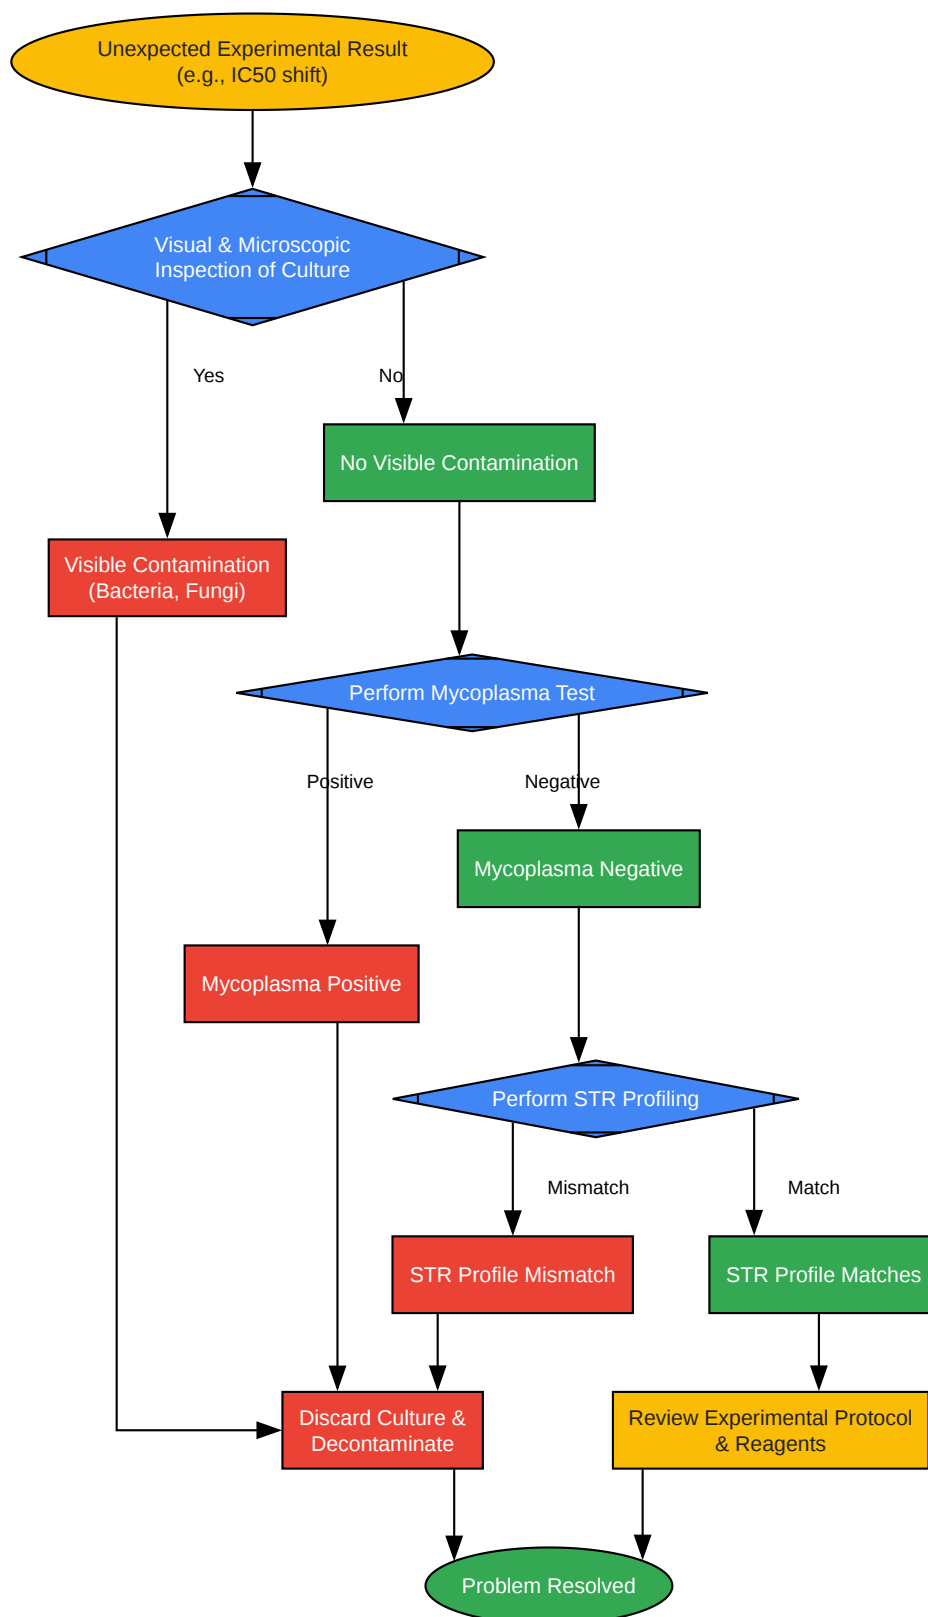 Unexpected Experimental Result
(e.g., IC50 shift)
Visual & Microscopic
Inspection of Culture
Yes
No
No Visible Contamination
Visible Contamination
(Bacteria, Fungi)
Perform Mycoplasma Test
Positive
Negative
Mycoplasma Negative
Mycoplasma Positive
Perform STR Profiling
Mismatch
Match
STR Profile Mismatch
STR Profile Matches
Discard Culture &
Decontaminate
Review Experimental Protocol
& Reagents
Problem Resolved